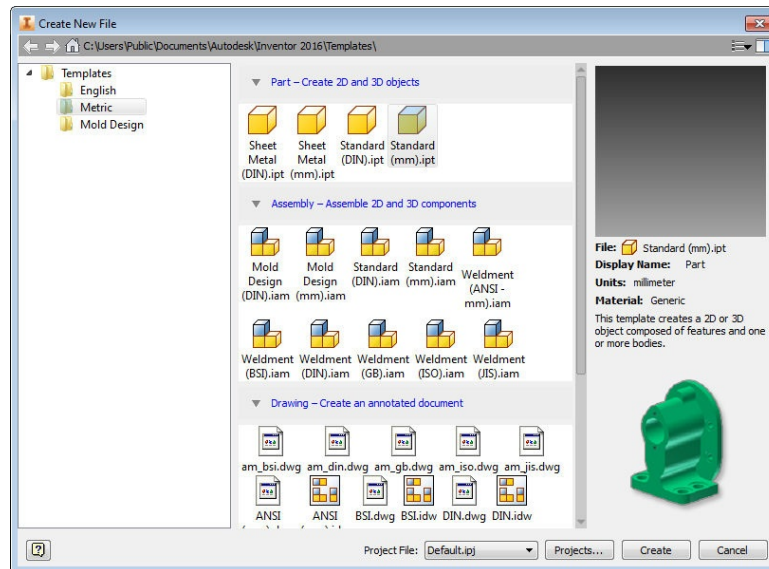 Create New File
C:\Users\Public\Documents\Autodesk\Inventor 2016\Templates\
Templates
English
Metric
Mold Design
Part – Create 2D and 3D objects
Sheet Metal (DIN).ipt
Sheet Metal (mm).ipt
Standard (DIN).ipt
Standard (mm).ipt
Assembly – Assemble 2D and 3D components
Mold Design (DIN).iam
Mold Design (mm).iam
Standard (DIN).iam
Standard (mm).iam
Weldment (ANSI - mm).iam
Weldment (BSI).iam
Weldment (DIN).iam
Weldment (GB).iam
Weldment (ISO).iam
Weldment (JIS).iam
Drawing – Create an annotated document
am_bsi.dwg
am_din.dwg
am_gb.dwg
am_iso.dwg
am_jis.dwg
ANSI
ANSI
BSI.dwg
BSI.idw
DIN.dwg
DIN.idw
File: Standard (mm).ipt
Display Name: Part
Units: millimeter
Material: Generic
This template creates a 2D or 3D
object composed of features and one
or more bodies.
Project File: Default.ipj
Projects...
Create
Cancel